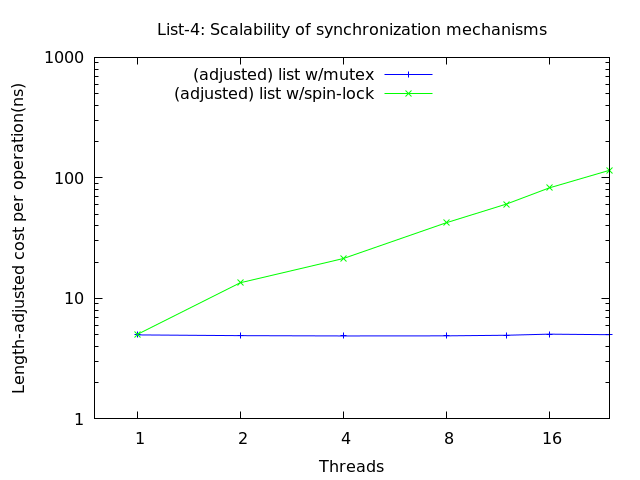 List-4: Scalability of synchronization mechanisms
1000
(adjusted) list w/mutex
(adjusted) list w/spin-lock
100
10
1
Length-adjusted cost per operation(ns)
1 2 4 8 16
Threads